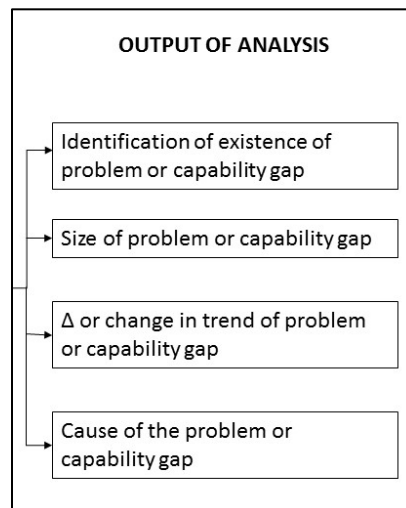 OUTPUT OF ANALYSIS
Identification of existence of
problem or capability gap
Size of problem or capability gap
Δ or change in trend of problem
or capability gap
Cause of the problem or
capability gap